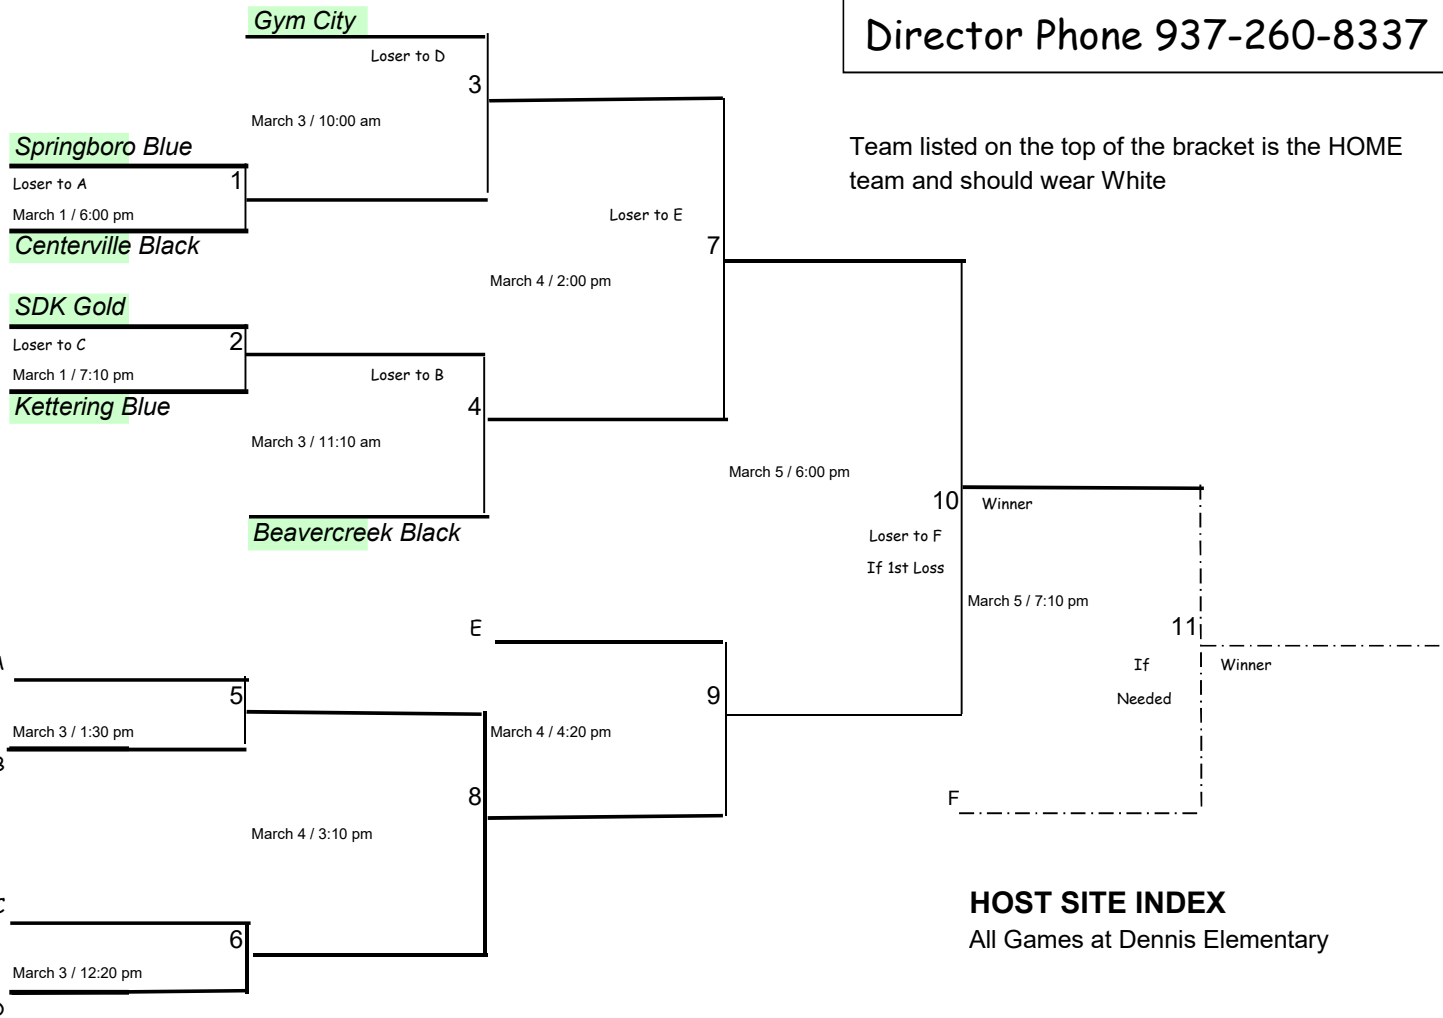 Gym City
Director Phone 937-260-8337
Loser to D
3
March 3 / 10:00 am
Springboro Blue
Team listed on the top of the bracket is the HOME
team and should wear White
Loser to A
1
March 1 / 6:00 pm
Loser to E
Centerville Black
7
March 4 / 2:00 pm
SDK Gold
Loser to C
2
March 1 / 7:10 pm
Loser to B
Kettering Blue
4
March 3 / 11:10 am
March 5 / 6:00 pm
10
Winner
Beavercreek Black
Loser to F
If 1st Loss
March 5 / 7:10 pm
E
11
A
If
Winner
5
9
Needed
March 3 / 1:30 pm
March 4 / 4:20 pm
B
8
F
March 4 / 3:10 pm
C
HOST SITE INDEX
6
All Games at Dennis Elementary
March 3 / 12:20 pm
D